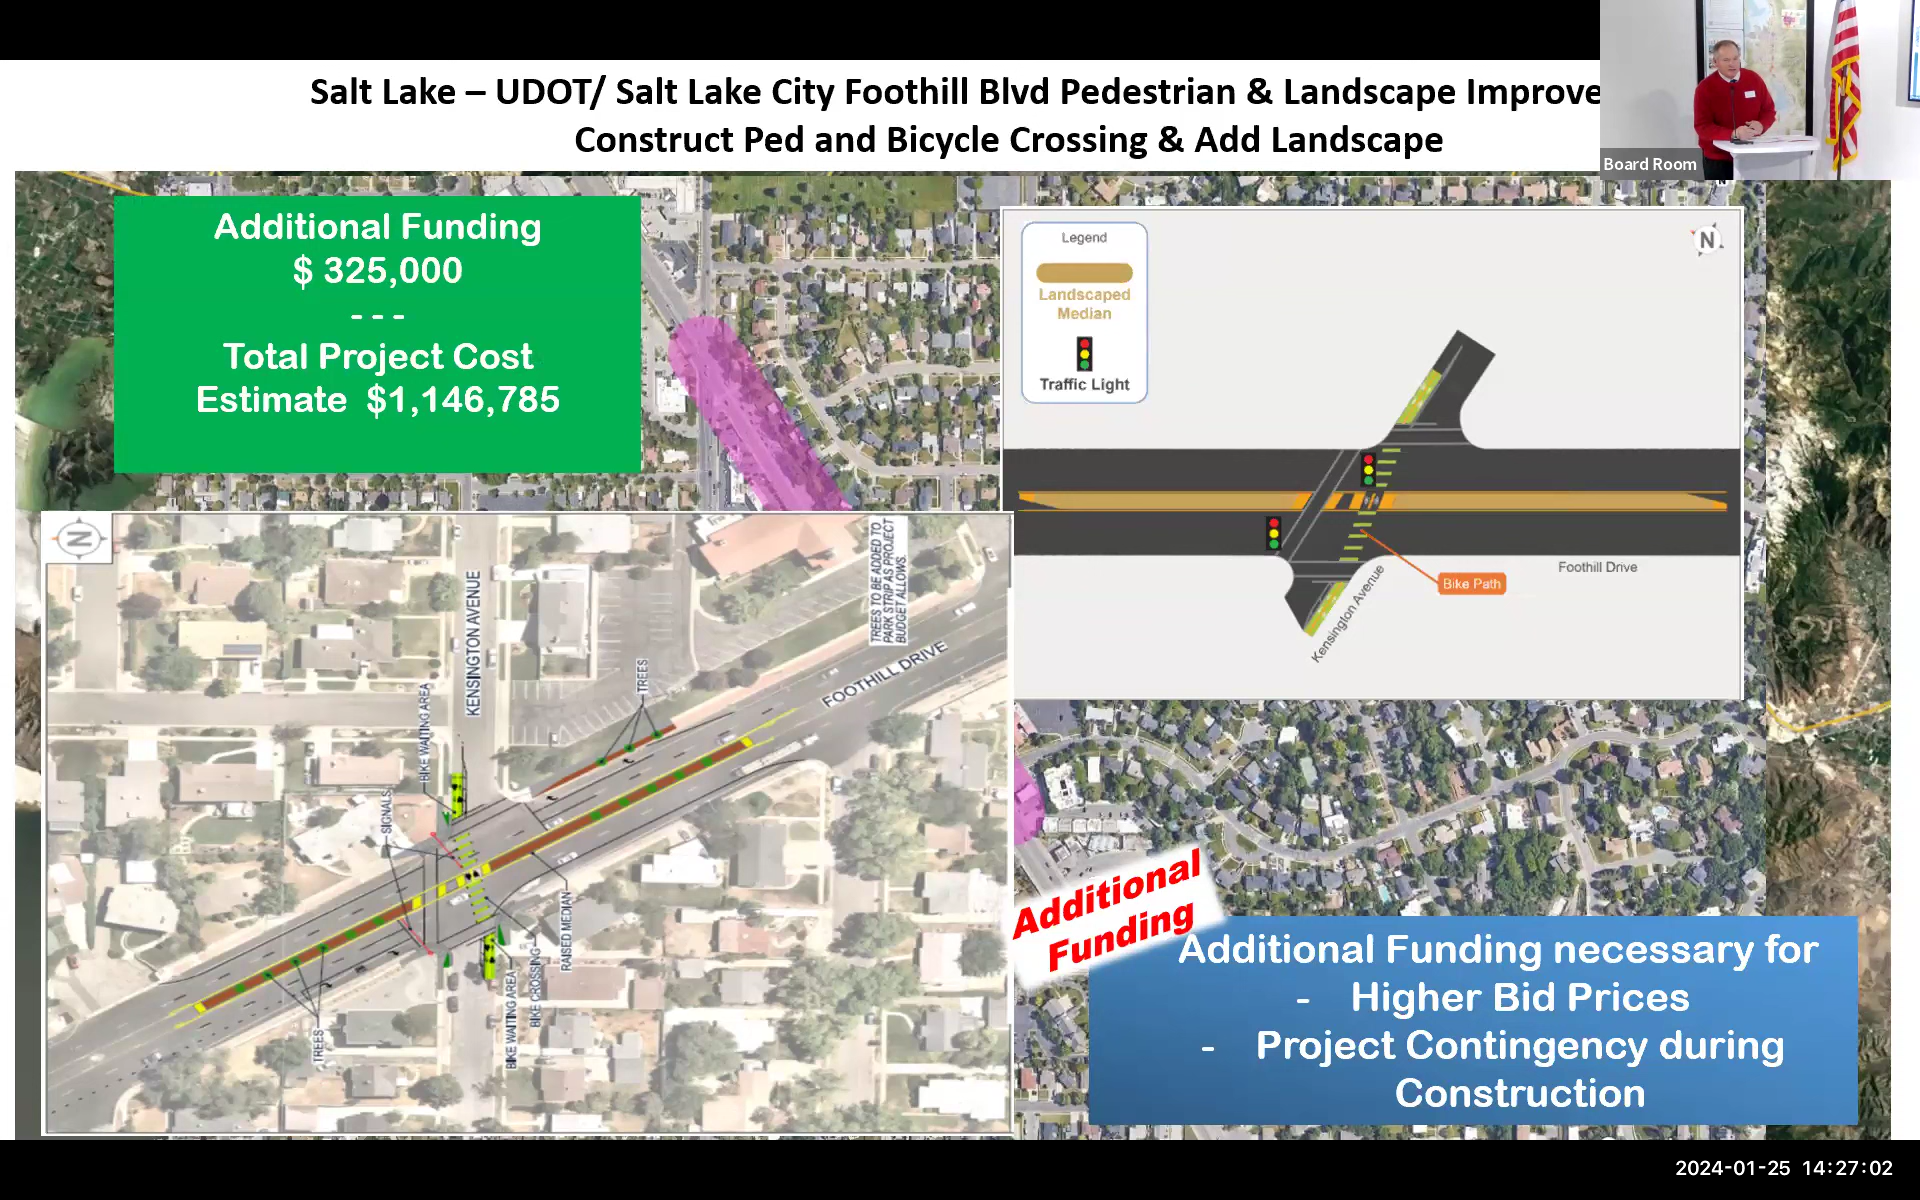 Salt Lake – UDOT/ Salt Lake City Foothill Blvd Pedestrian & Landscape Improve
Construct Ped and Bicycle Crossing & Add Landscape
Board Room
Additional Funding
$ 325,000
- - -
Total Project Cost
Estimate $1,146,785
Legend
Landscaped
Median
Traffic Light
N
Bike Path
Foothill Drive
Kensington Avenue
N
KENSINGTON AVENUE
TREES TO BE ADDED TO
PARK STRIP AS PROJECT
BUDGET ALLOWS.
FOOTHILL DRIVE
TREES
BIKE WAITING AREA
SIGNALS
RAISED MEDIAN
BIKE CROSSING
BIKE WAITING AREA
TREES
Additional
Funding
Additional Funding necessary for
- Higher Bid Prices
- Project Contingency during
Construction
2024-01-25 14:27:02